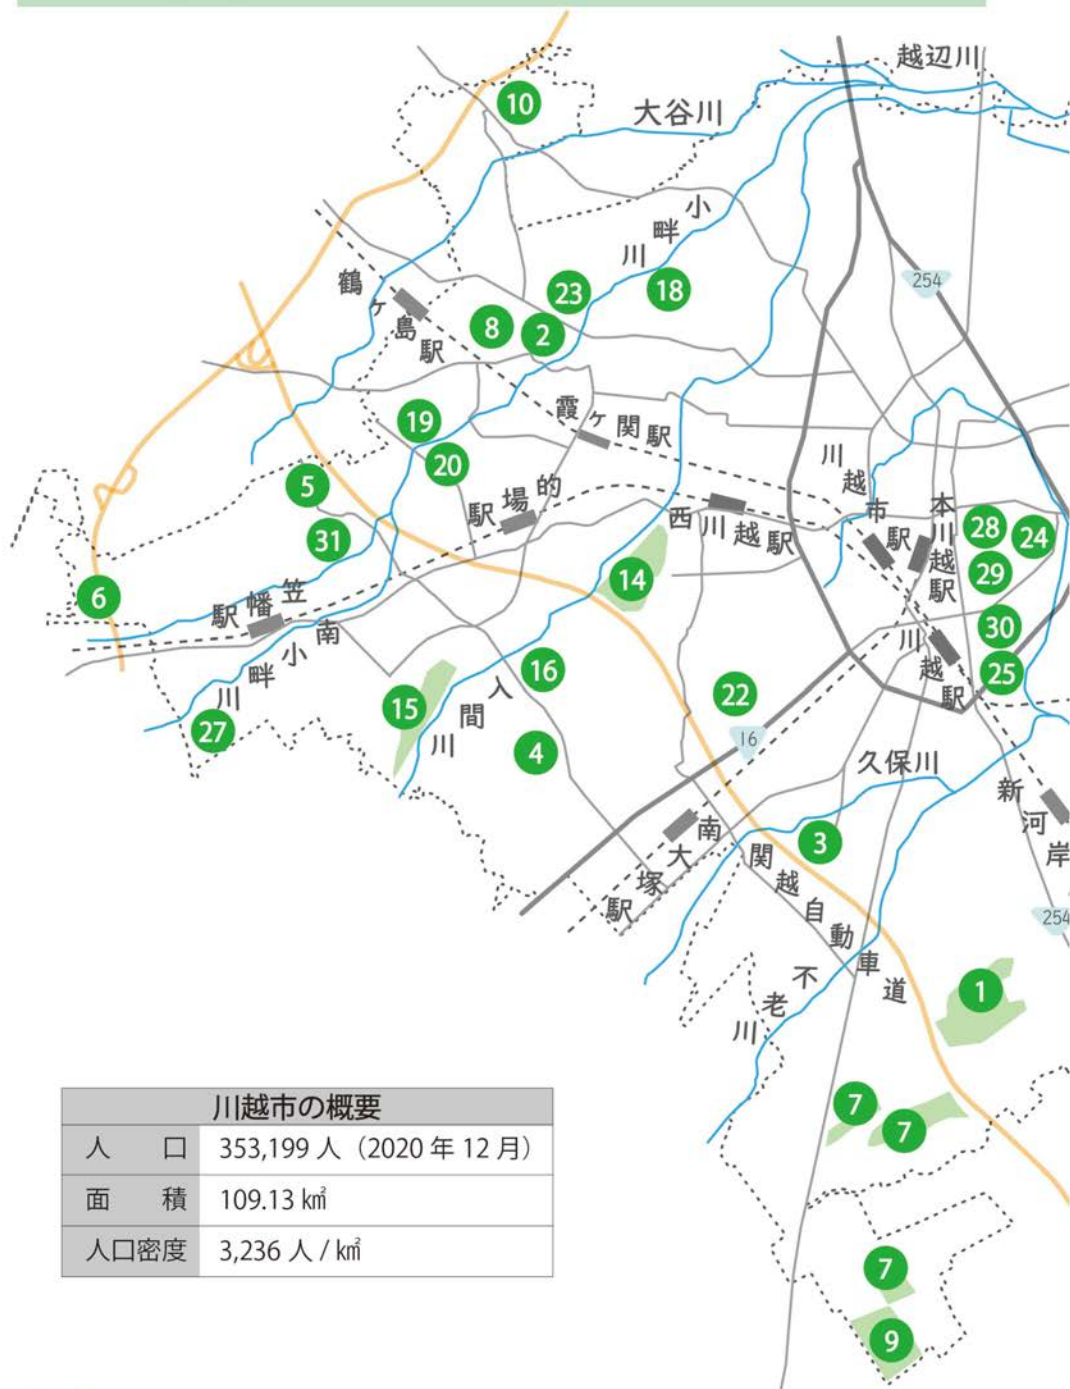 越辺川
10
大谷川
小畔川
254
鶴ヶ島駅
23
18
8
2
19
霞ヶ関駅
20
5
的場駅
川越市駅
本川越駅
28
24
西川越駅
31
29
14
6
笠幡駅
30
南小畔川
川越駅
16
25
22
15
入間川
27
16
4
久保川
新河岸
3
南大塚駅
関越自動車道
254
1
不老川
7
7
川越市の概要
人 口 353,199 人（2020 年 12 月）
面 積 109.13 ㎢
人口密度 3,236 人 / ㎢
7
9